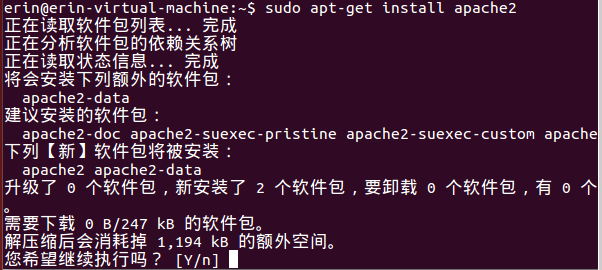 erin@erin-virtual-machine:~$ sudo apt-get install apache2
正在读取软件包列表... 完成
正在分析软件包的依赖关系树
正在读取状态信息... 完成
将会安装下列额外的软件包：
apache2-data
建议安装的软件包：
apache2-doc apache2-suexec-pristine apache2-suexec-custom apache
下列【新】软件包将被安装：
apache2 apache2-data
升级了 0 个软件包，新安装了 2 个软件包，要卸载 0 个软件包，有 0 个
。
需要下载 0 B/247 kB 的软件包。
解压缩后会消耗掉 1,194 kB 的额外空间。
您希望继续执行吗？ [Y/n]